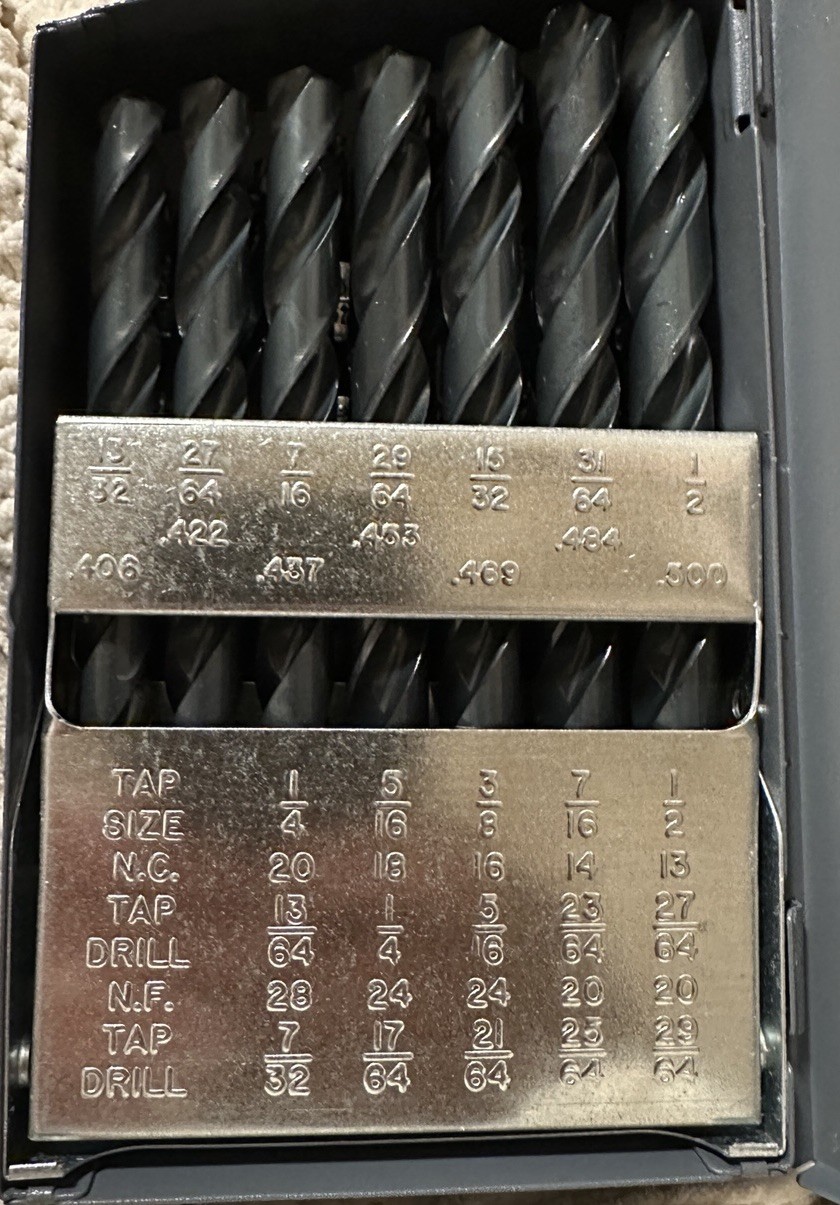 13/32 27/64 7/16 29/64 15/32 31/64 1/2
.422 .453 .484
.406 .437 .469 .500
TAP SIZE 1/4 5/16 3/8 7/16 1/2
N.C. 20 18 16 14 13
TAP DRILL 13/64 1/4 5/16 23/64 27/64
N.F. 28 24 24 20 20
TAP DRILL 7/32 17/64 21/64 25/64 29/64